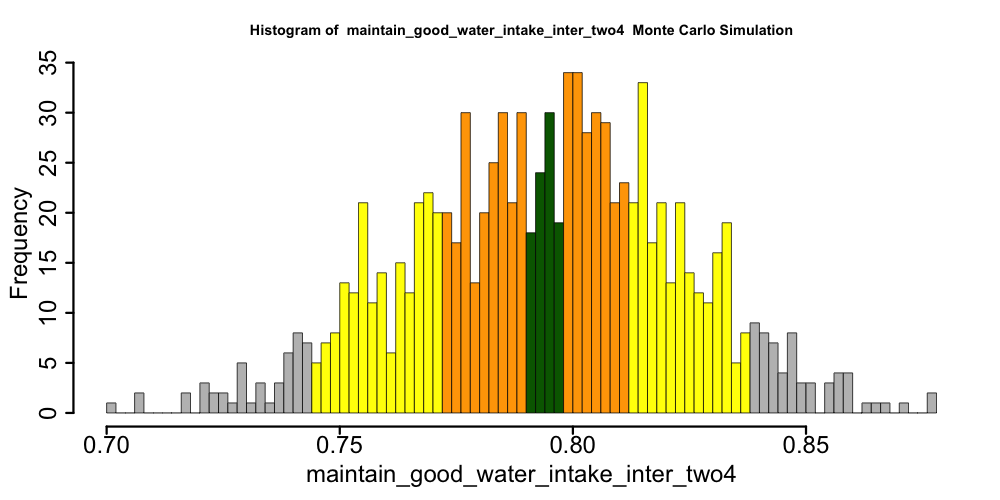 Histogram of  maintain_good_water_intake_inter_two4  Monte Carlo Simulation
Frequency
35
30
25
20
15
10
5
0
0.70 0.75 0.80 0.85
maintain_good_water_intake_inter_two4